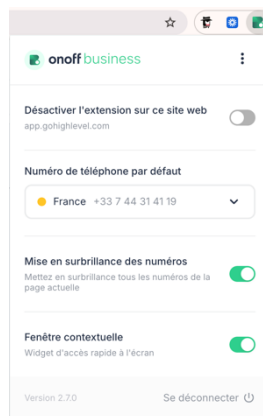 onoff business
Désactiver l'extension sur ce site web
app.gohighlevel.com
Numéro de téléphone par défaut
France +33 7 44 31 41 19
Mise en surbrillance des numéros
Mettez en surbrillance tous les numéros de la
page actuelle
Fenêtre contextuelle
Widget d'accès rapide à l'écran
Version 2.7.0 Se déconnecter